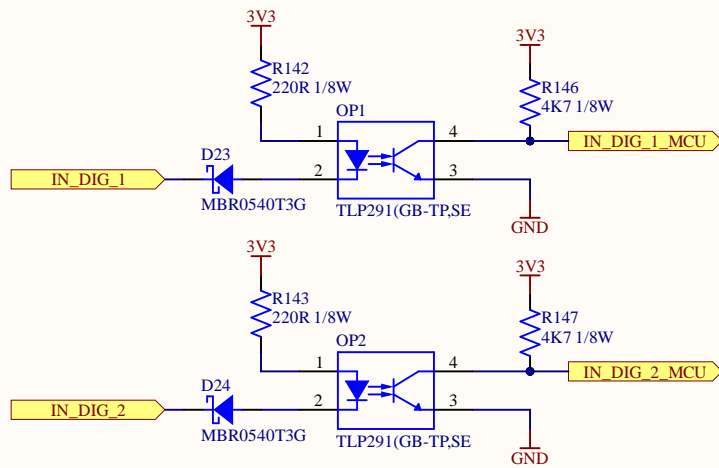 3V3
R142
220R 1/8W
3V3
R146
4K7 1/8W
OP1
1
4
IN_DIG_1_MCU
D23
2
3
IN_DIG_1
MBR0540T3G
TLP291(GB-TP,SE
GND
3V3
R143
220R 1/8W
3V3
R147
4K7 1/8W
OP2
1
4
IN_DIG_2_MCU
D24
2
3
IN_DIG_2
MBR0540T3G
TLP291(GB-TP,SE
GND